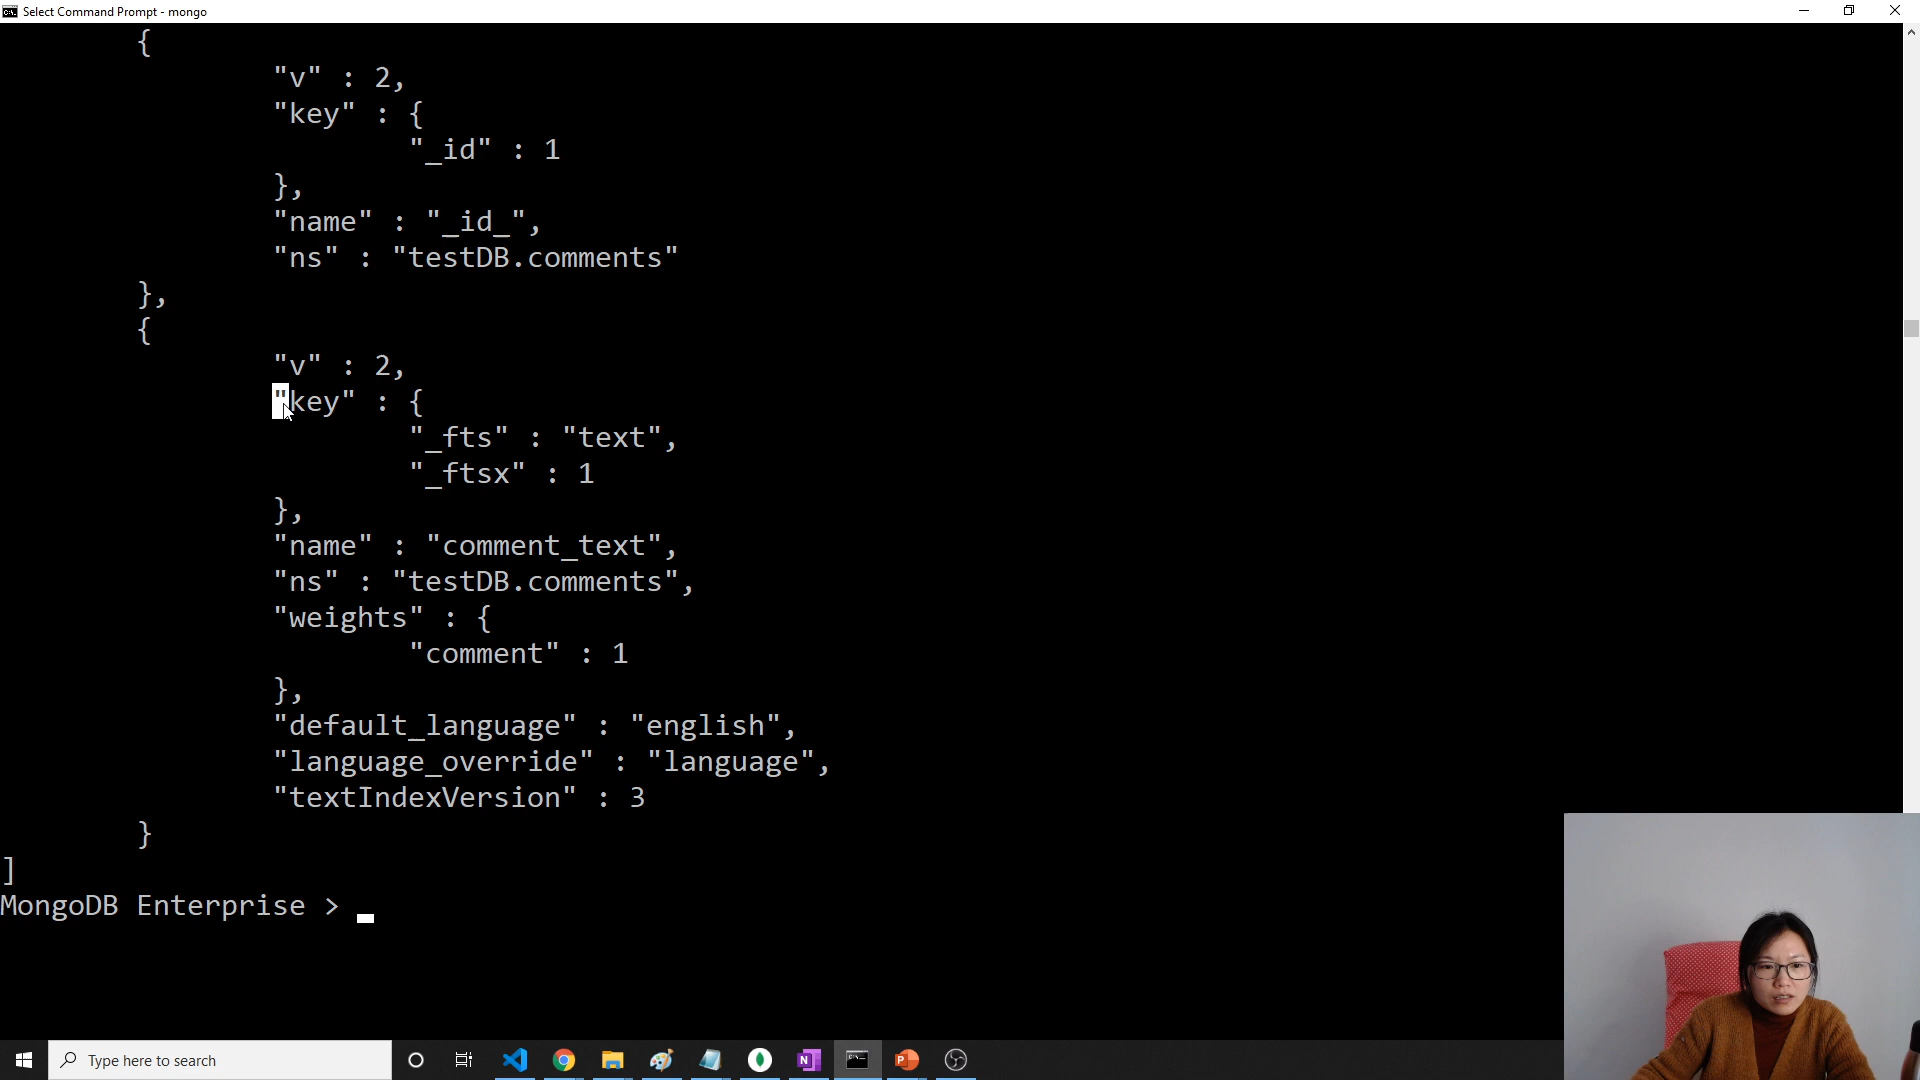 Select Command Prompt - mongo
{
"v" : 2,
"key" : {
"_id" : 1
},
"name" : "_id_",
"ns" : "testDB.comments"
},
{
"v" : 2,
"key" : {
"_fts" : "text",
"_ftsx" : 1
},
"name" : "comment_text",
"ns" : "testDB.comments",
"weights" : {
"comment" : 1
},
"default_language" : "english",
"language_override" : "language",
"textIndexVersion" : 3
}
]
MongoDB Enterprise >
Type here to search